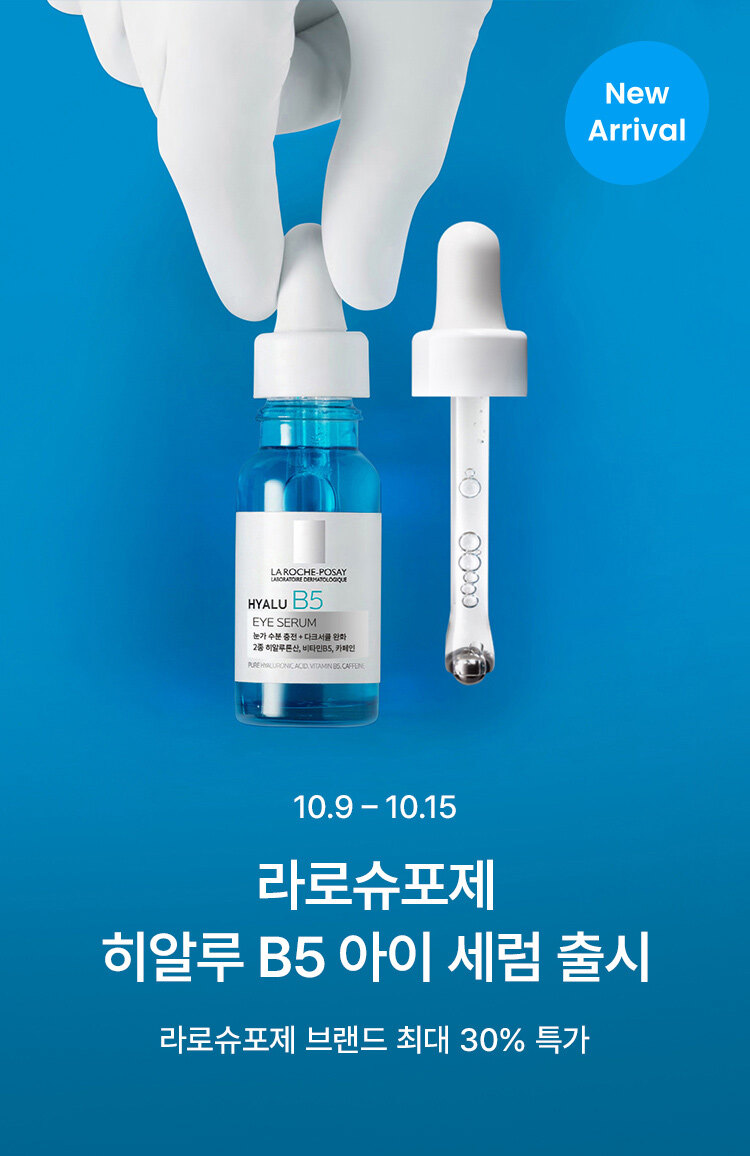 New
Arrival
LA ROCHE-POSAY
LABORATOIRE DERMATOLOGIQUE
HYALU B5
EYE SERUM
눈가 수분 충전 + 다크서클 완화
2종 히알루론산, 비타민B5, 카페인
PURE HYALURONIC ACID. VITAMIN B5. CAFFEINE
10.9 – 10.15
라로슈포제
히알루 B5 아이 세럼 출시
라로슈포제 브랜드 최대 30% 특가